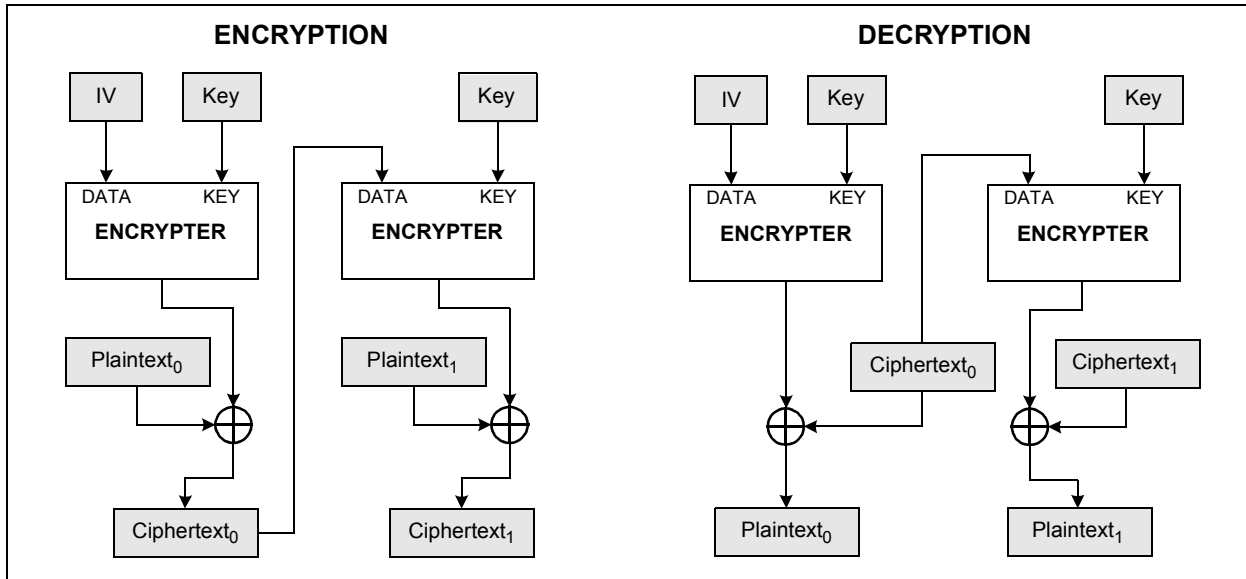 ENCRYPTION
IV
Key
Key
DATA
KEY
ENCRYPTER
DATA
KEY
ENCRYPTER
Plaintext0
Plaintext1
Ciphertext0
Ciphertext1
DECRYPTION
IV
Key
Key
DATA
KEY
ENCRYPTER
DATA
KEY
ENCRYPTER
Ciphertext0
Ciphertext1
Plaintext0
Plaintext1